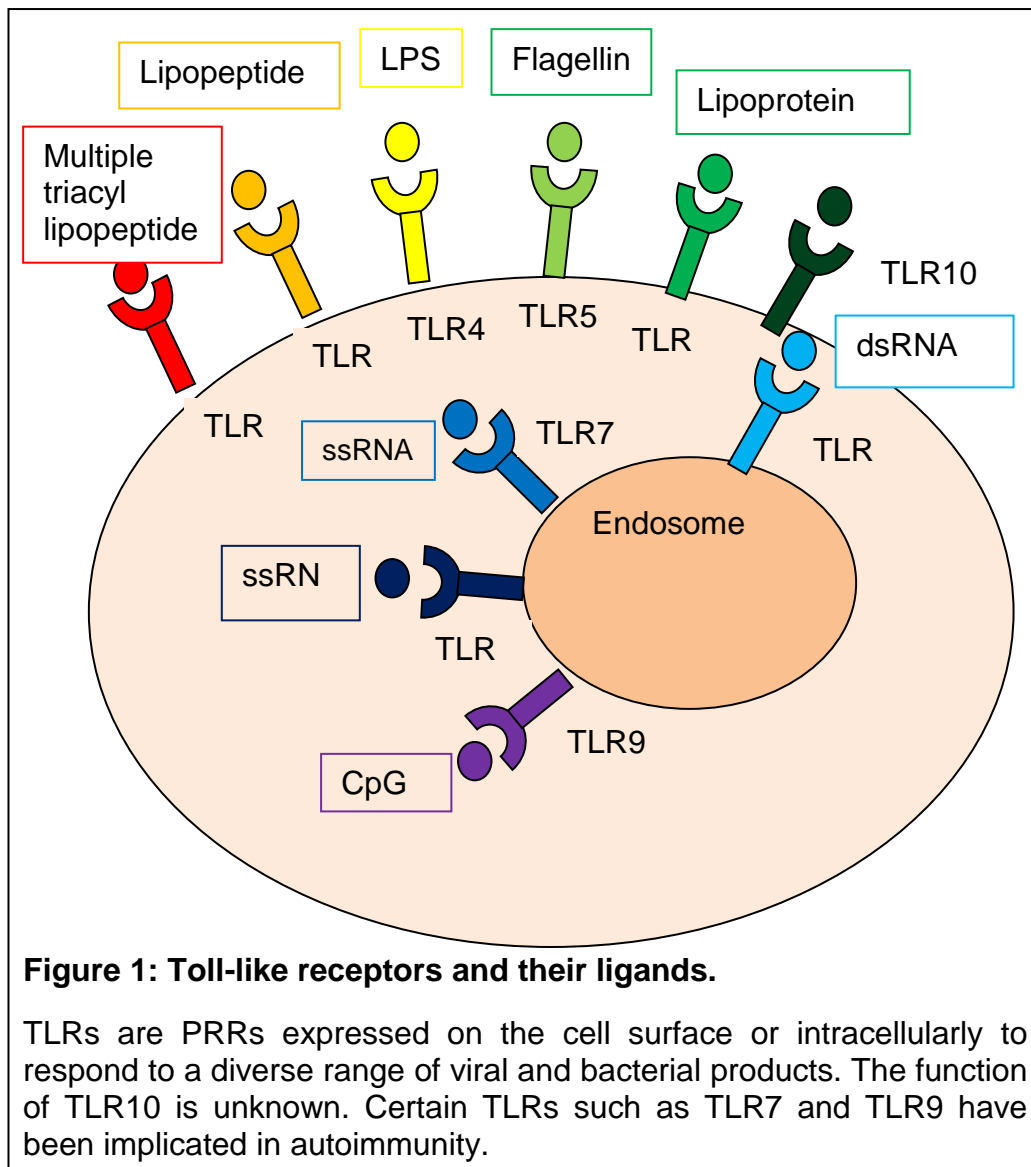 Lipopeptide
LPS
Flagellin
Lipoprotein
Multiple
triacyl
lipopeptide
TLR10
TLR4
TLR5
TLR
TLR
dsRNA
TLR
TLR7
ssRNA
TLR
Endosome
ssRN
TLR
TLR9
CpG
Figure 1: Toll-like receptors and their ligands.
TLRs are PRRs expressed on the cell surface or intracellularly to
respond to a diverse range of viral and bacterial products. The function
of TLR10 is unknown. Certain TLRs such as TLR7 and TLR9 have
been implicated in autoimmunity.